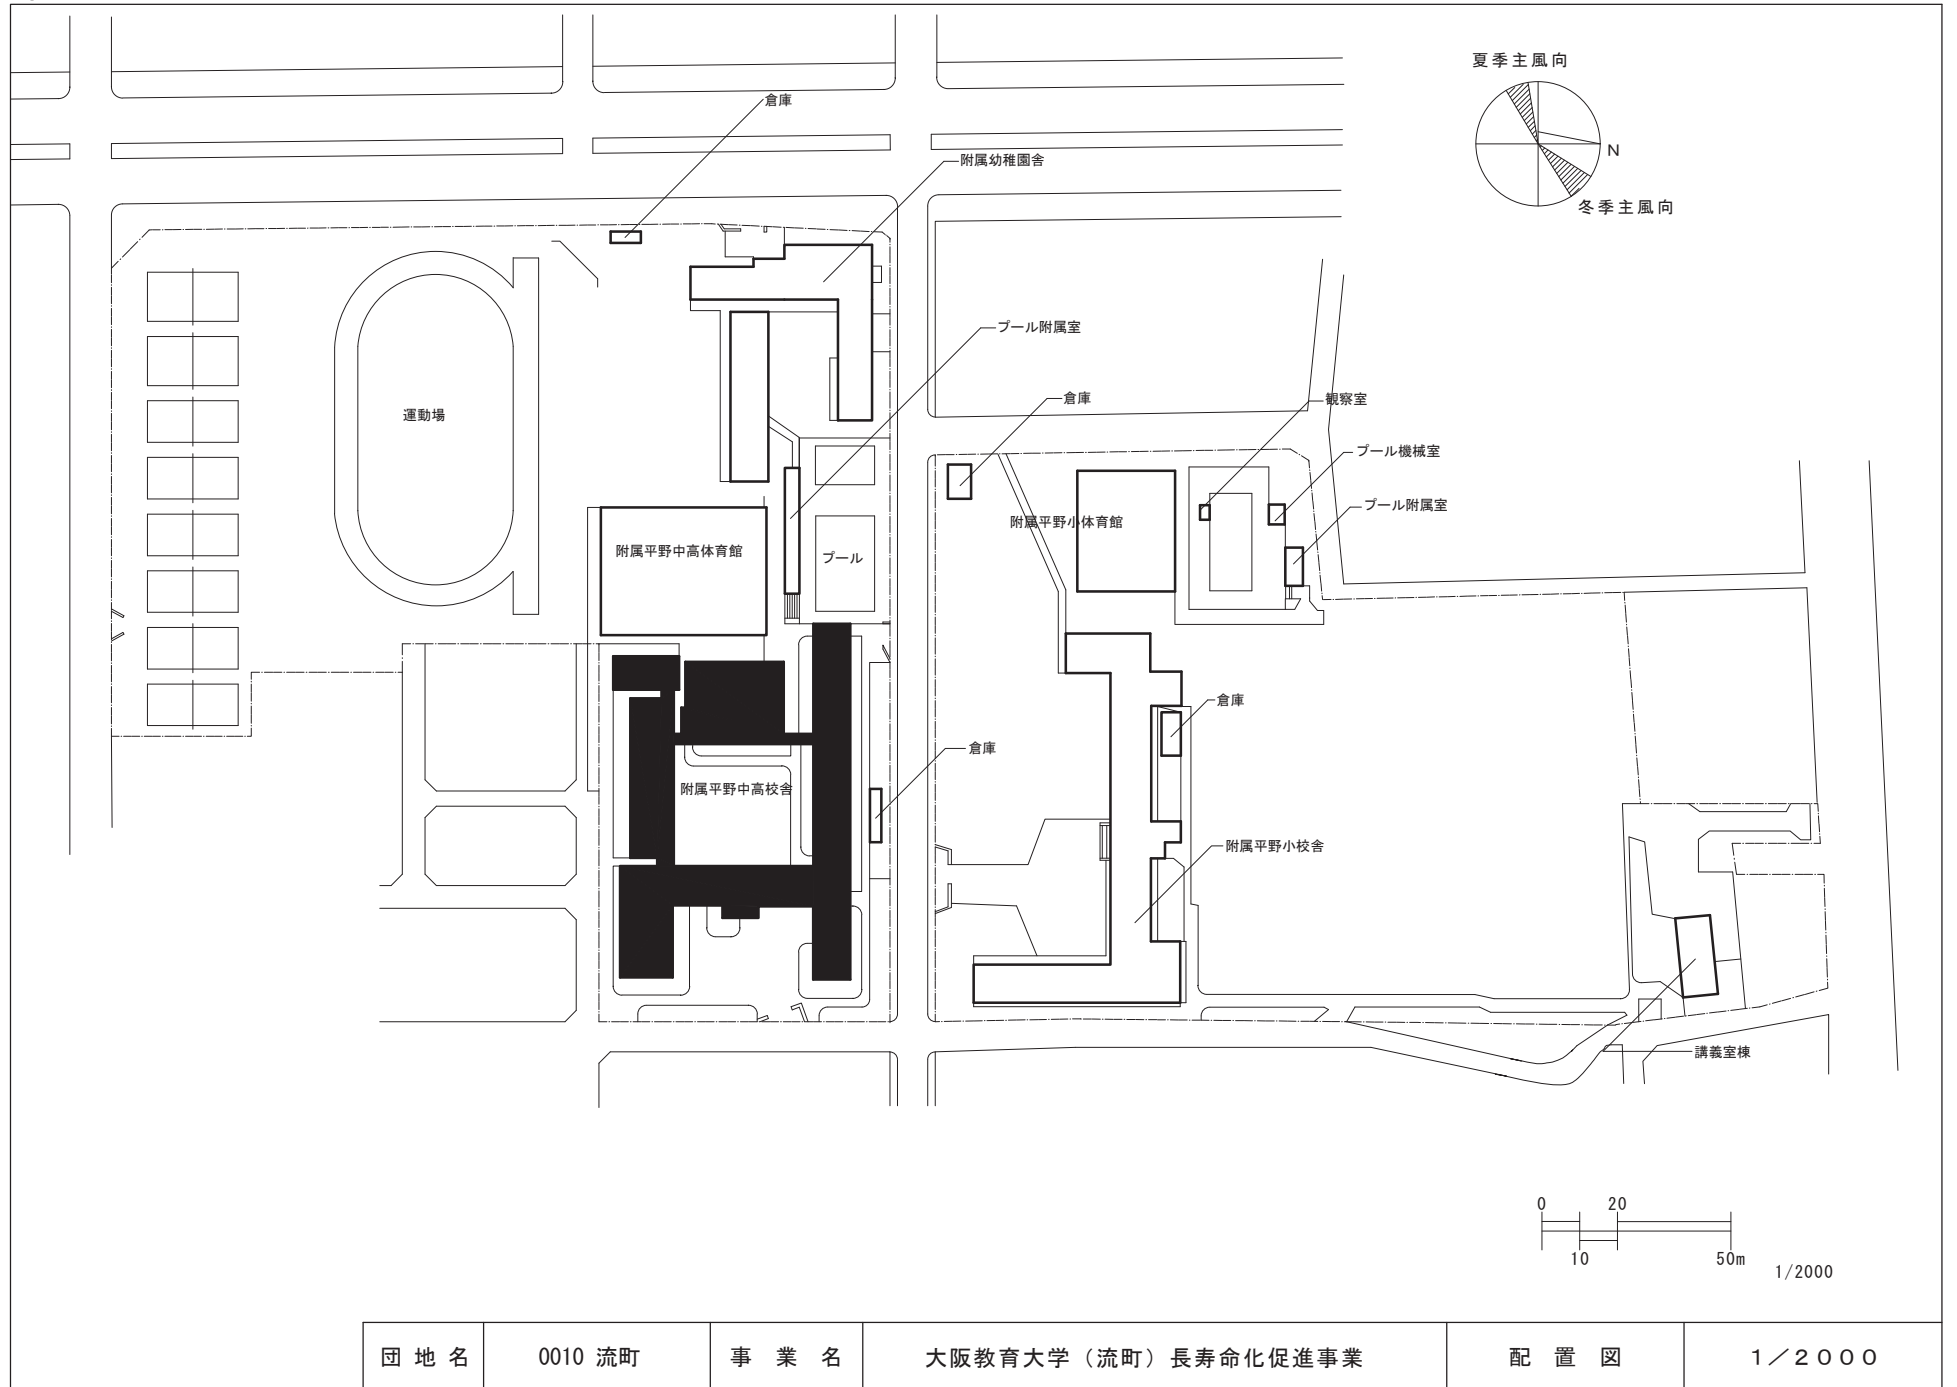 夏季主風向
N
冬季主風向
倉庫
附属幼稚園舎
プール附属室
倉庫
観察室
プール機械室
プール附属室
運動場
附属平野中高体育館
プール
附属平野小体育館
倉庫
倉庫
附属平野中高校舎
附属平野小校舎
講義室棟
0 20
10 50m
1/2000
団地名 0010 流町 事業名 大阪教育大学（流町）長寿命化促進事業 配置図 1／2000